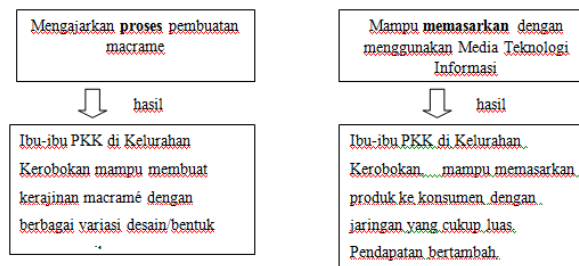 Mengajarkan proses pembuatan
macrame
hasil
Ibu-ibu PKK di Kelurahan
Kerobokan mampu membuat
kerajinan macramé dengan
berbagai variasi desain/bentuk
Mampu memasarkan dengan
menggunakan Media Teknologi
Informasi
hasil
Ibu-ibu PKK di Kelurahan
Kerobokan, mampu memasarkan
produk ke konsumen dengan
jaringan yang cukup luas.
Pendapatan bertambah.